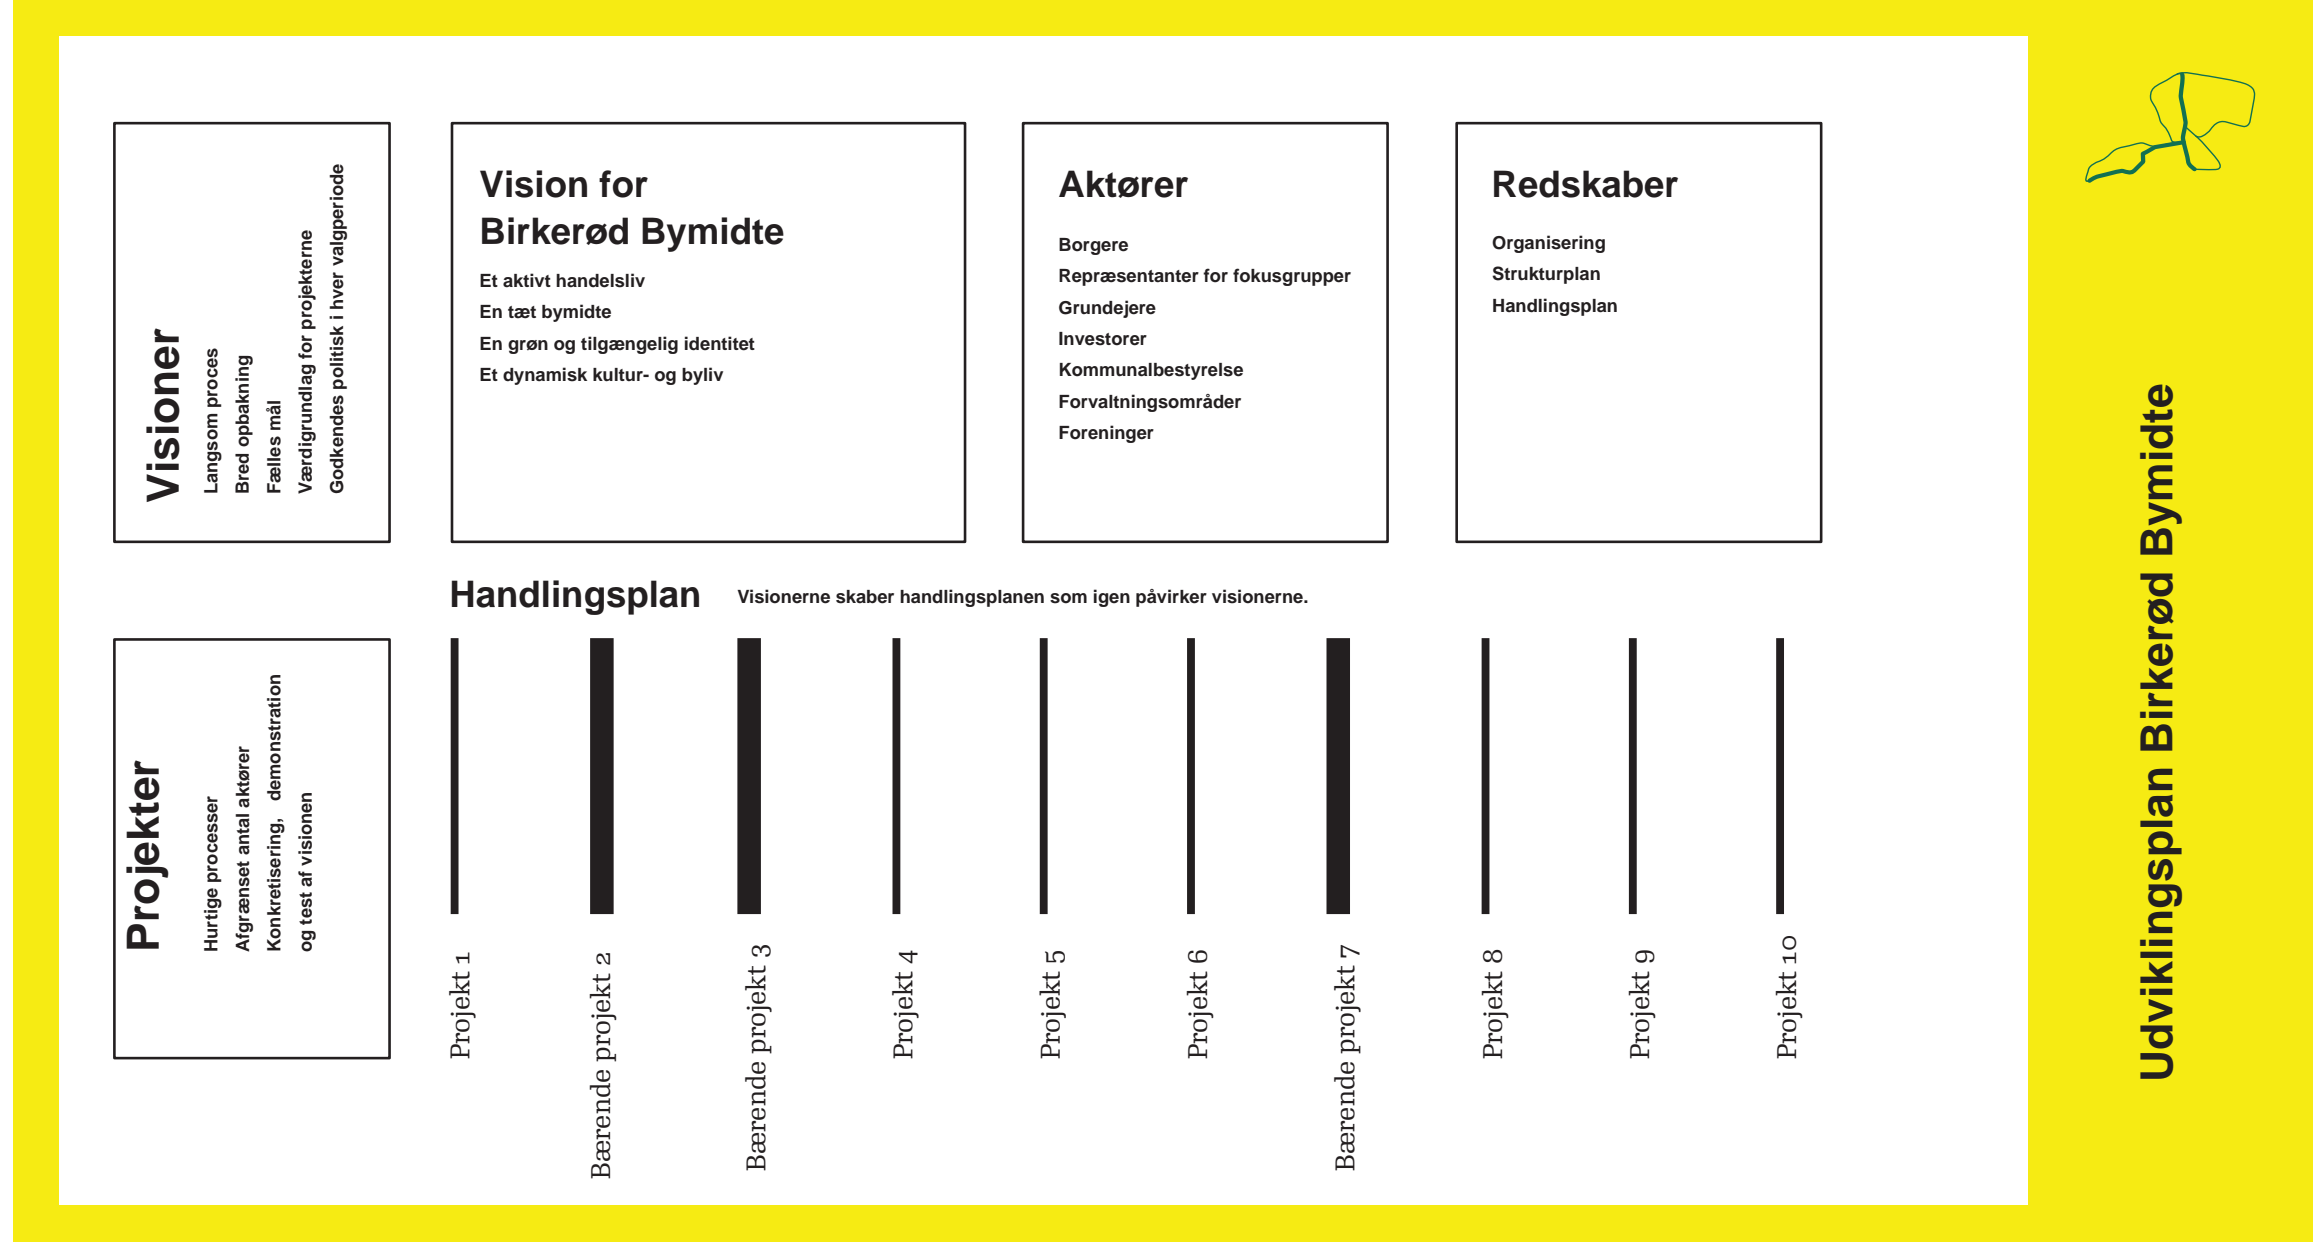 Visioner
Langsom proces
Bred opbakning
Fælles mål
Værdigrundlag for projekterne
Godkendes politisk i hver valgperiode
Vision for
Birkerød Bymidte
Et aktivt handelsliv
En tæt bymidte
En grøn og tilgængelig identitet
Et dynamisk kultur- og byliv
Aktører
Borgere
Repræsentanter for fokusgrupper
Grundejere
Investorer
Kommunalbestyrelse
Forvaltningsområder
Foreninger
Redskaber
Organisering
Strukturplan
Handlingsplan
Handlingsplan
Visionerne skaber handlingsplanen som igen påvirker visionerne.
Projekter
Hurtige processer
Afgrænset antal aktører
Konkretisering, demonstration
og test af visionen
Projekt 1
Bærende projekt 2
Bærende projekt 3
Projekt 4
Projekt 5
Projekt 6
Bærende projekt 7
Projekt 8
Projekt 9
Projekt 10
Udviklingsplan Birkerød Bymidte